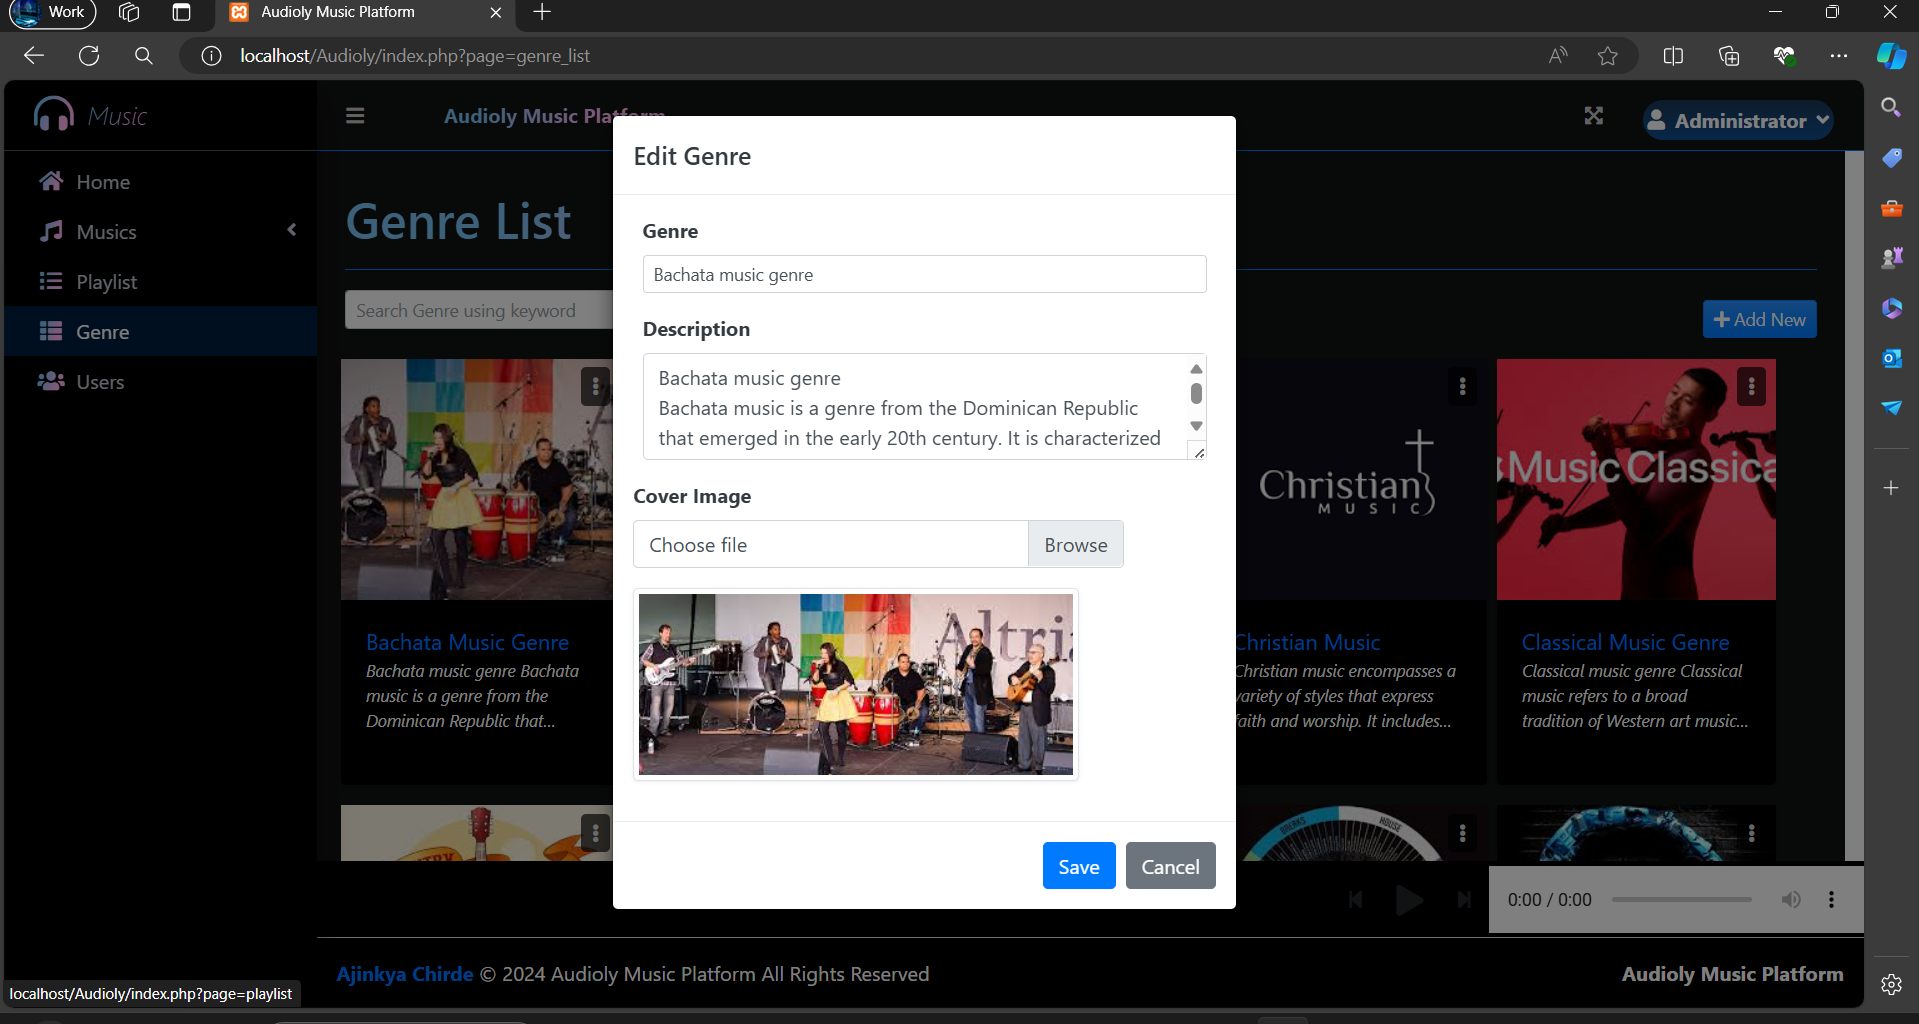 Work
Audioly Music Platform
localhost/Audioly/index.php?page=genre_list
Music
Audioly Music Platform
Administrator
Home
Musics
Playlist
Genre
Users
Genre List
Search Genre using keyword
Add New
Edit Genre
Genre
Bachata music genre
Description
Bachata music genre
Bachata music is a genre from the Dominican Republic
that emerged in the early 20th century. It is characterized
Cover Image
Choose file
Browse
Altri
Save
Cancel
Bachata Music Genre
Bachata music genre Bachata
music is a genre from the
Dominican Republic that...
Christian
MUSIC
Christian Music
Christian music encompasses a
variety of styles that express
faith and worship. It includes...
Music Classica
Classical Music Genre
Classical music genre Classical
music refers to a broad
tradition of Western art music...
BREAKS
HOUSE
0:00 / 0:00
Ajinkya Chirde © 2024 Audioly Music Platform All Rights Reserved
Audioly Music Platform
localhost/Audioly/index.php?page=playlist